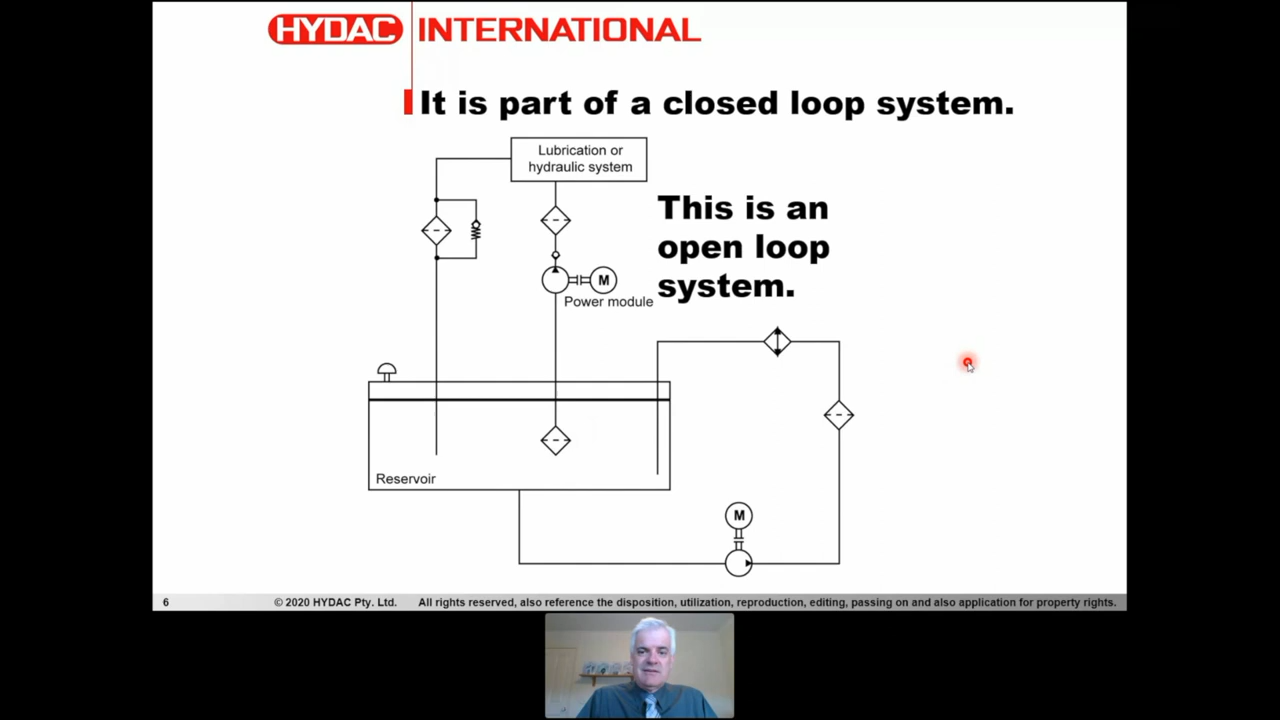 HYDAC INTERNATIONAL
It is part of a closed loop system.
Lubrication or
hydraulic system
This is an
open loop
system.
M
Power module
Reservoir
M
6 © 2020 HYDAC Pty. Ltd. All rights reserved, also reference the disposition, utilization, reproduction, editing, passing on and also application for property rights.